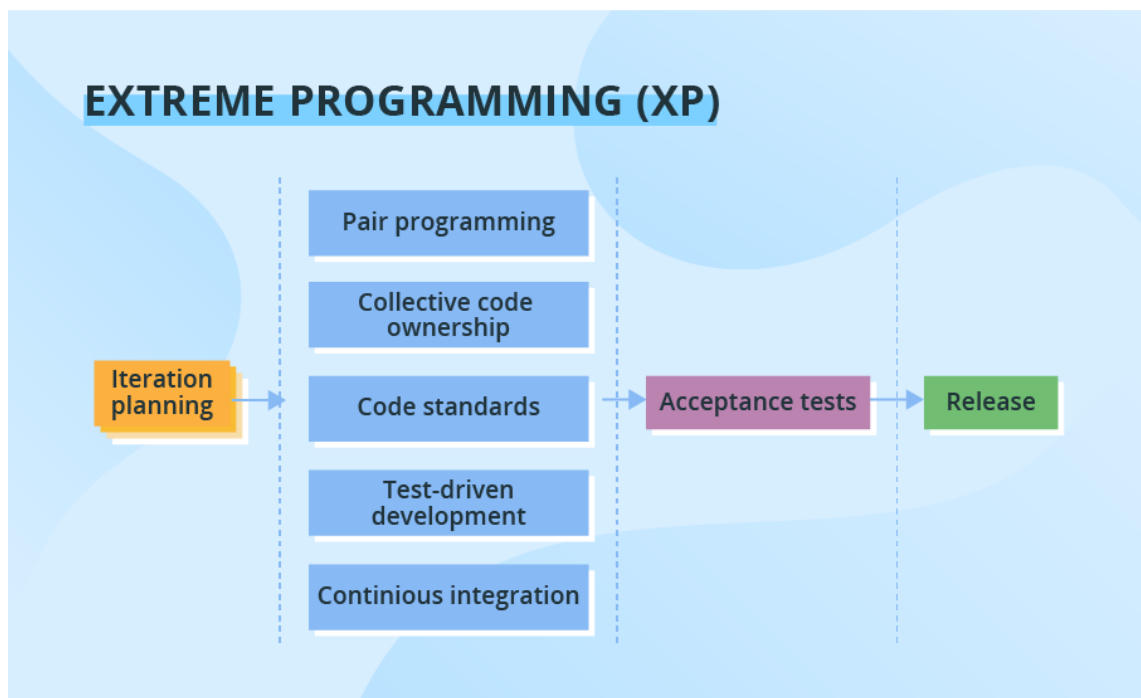 EXTREME PROGRAMMING (XP)
Iteration
planning
Pair programming
Collective code
ownership
Code standards
Test-driven
development
Continious integration
Acceptance tests
Release